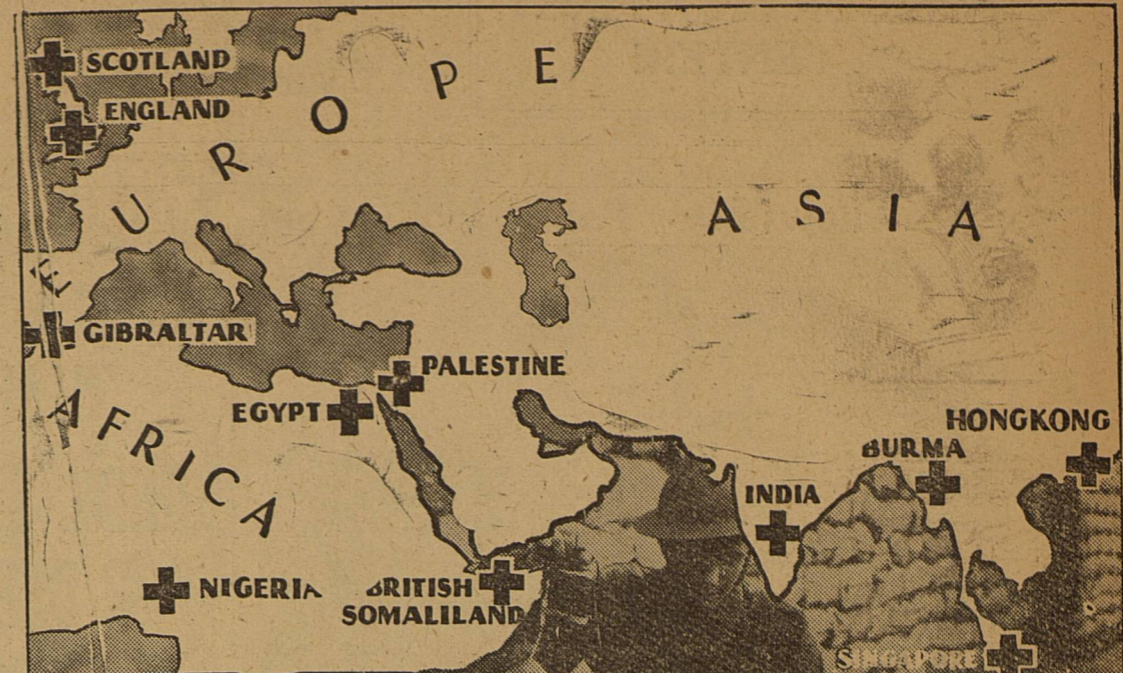 SCOTLAND
ENGLAND
EUROPE
ASIA
GIBRALTAR
PALESTINE
EGYPT
AFRICA
HONGKONG
BURMA
INDIA
NIGERIA
BRITISH
SOMALILAND
SINGAPORE